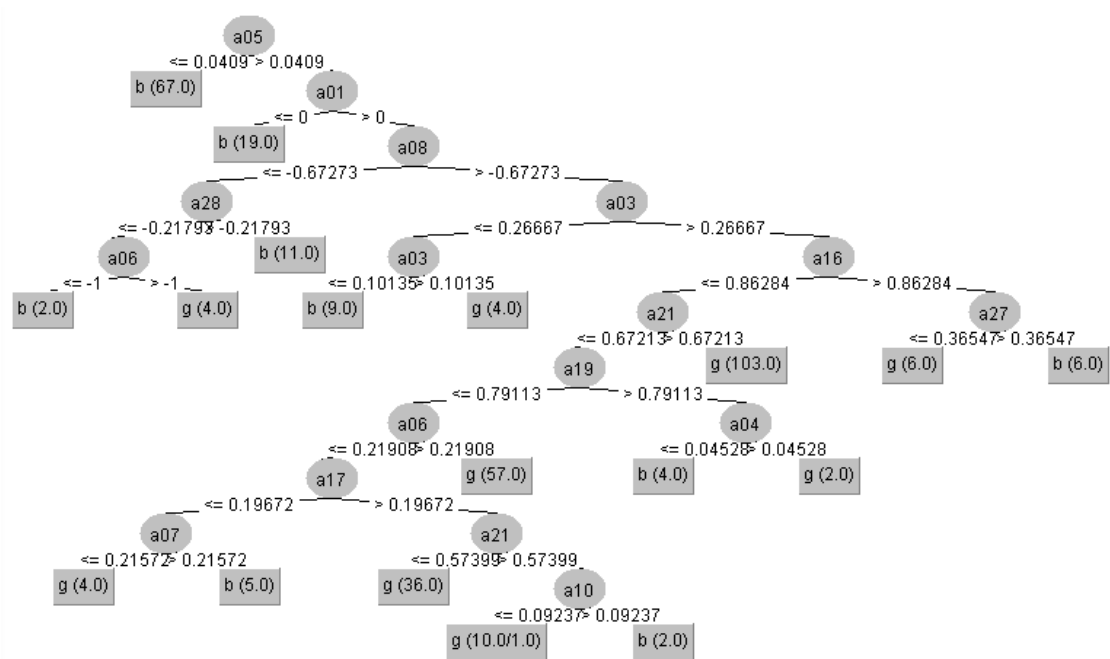 a05
<= 0.0409 > 0.0409
b (67.0)
a01
<= 0 > 0
b (19.0)
a08
<= -0.67273 > -0.67273
a28
a03
<= -0.21793 > -0.21793
<= 0.26667 > 0.26667
a06
b (11.0)
a03
a16
<= -1 > -1
<= 0.10135 > 0.10135
<= 0.86284 > 0.86284
b (2.0)
g (4.0)
b (9.0)
g (4.0)
a21
a27
<= 0.67213 > 0.67213
<= 0.36547 > 0.36547
a19
g (103.0)
g (6.0)
b (6.0)
<= 0.79113 > 0.79113
a06
a04
<= 0.21908 > 0.21908
<= 0.04528 > 0.04528
a17
g (57.0)
b (4.0)
g (2.0)
<= 0.19672 > 0.19672
a07
a21
<= 0.21572 > 0.21572
<= 0.57399 > 0.57399
g (4.0)
b (5.0)
g (36.0)
a10
<= 0.09237 > 0.09237
g (10.0/1.0)
b (2.0)